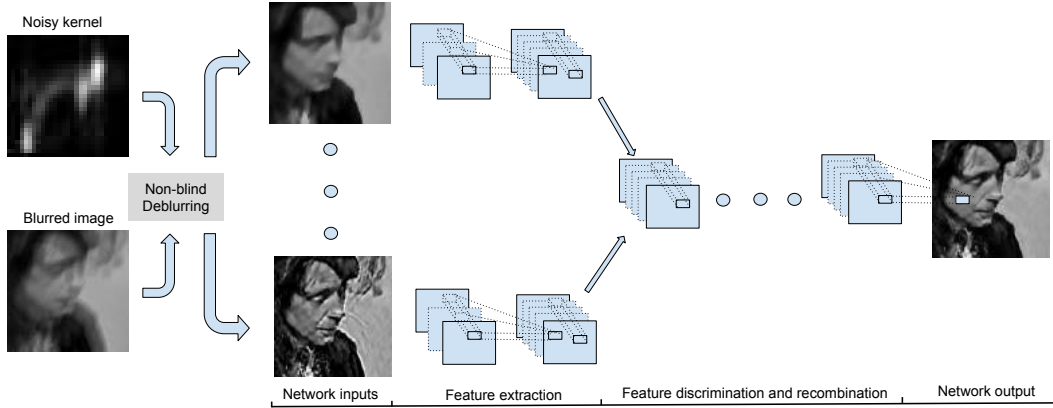 Noisy kernel
Non-blind
Deblurring
Blurred image
Network inputs
Feature extraction
Feature discrimination and recombination
Network output